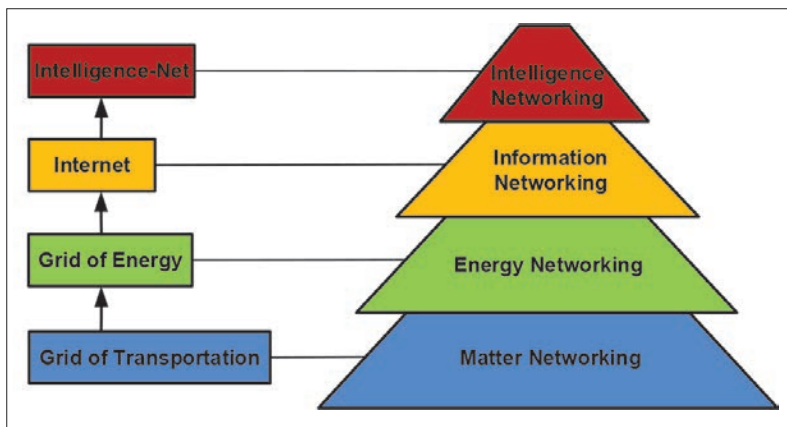 Intelligence-Net
Intelligence
Networking
Internet
Information
Networking
Grid of Energy
Energy Networking
Grid of Transportation
Matter Networking